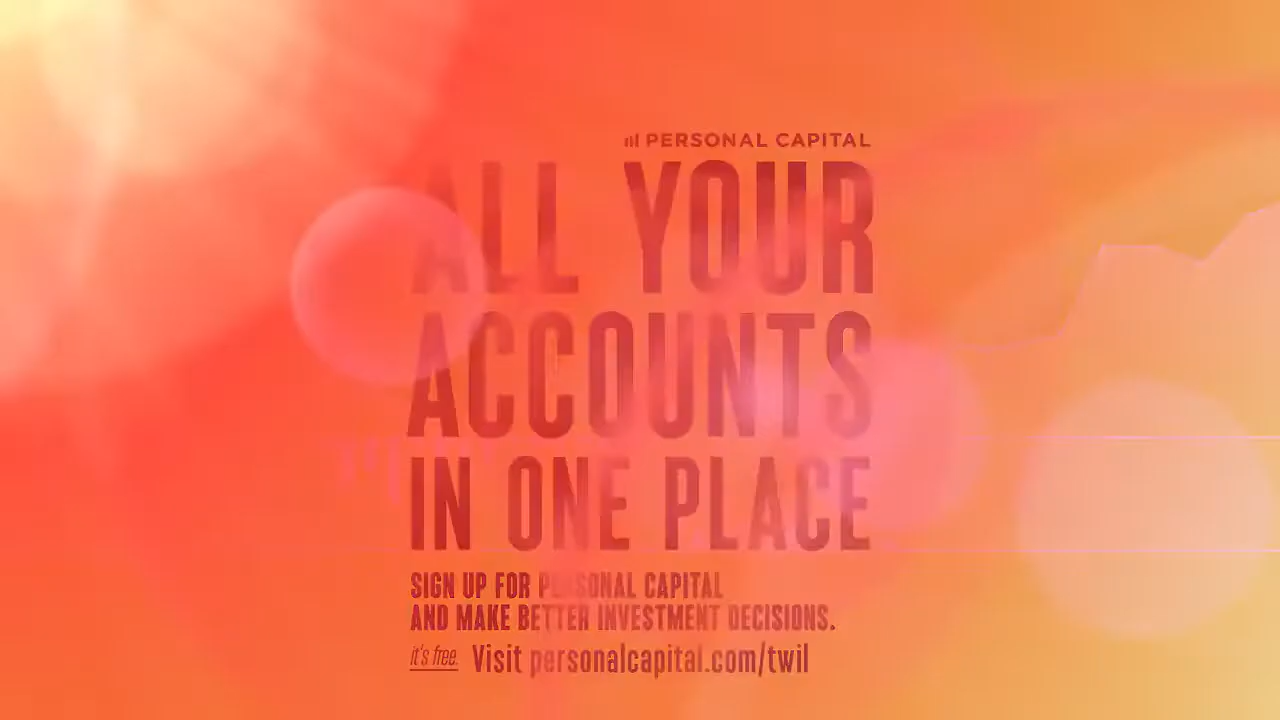 PERSONAL CAPITAL
ALL YOUR
ACCOUNTS
IN ONE PLACE
SIGN UP FOR PERSONAL CAPITAL
AND MAKE BETTER INVESTMENT DECISIONS.
it's free. Visit personalcapital.com/twil